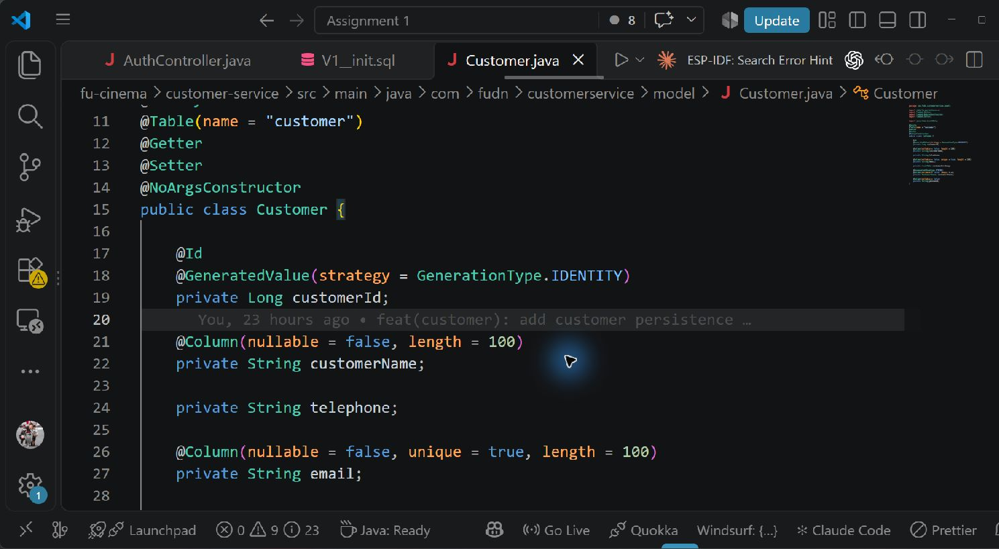 Assignment 1
8
Update
AuthController.java
V1__init.sql
Customer.java
ESP-IDF: Search Error Hint
fu-cinema > customer-service > src > main > java > com > fudn > customerservice > model > Customer.java > Customer
11 @Table(name = "customer")
12 @Getter
13 @Setter
14 @NoArgsConstructor
15 public class Customer {
16
17 @Id
18 @GeneratedValue(strategy = GenerationType.IDENTITY)
19 private Long customerId;
20 You, 23 hours ago • feat(customer): add customer persistence …
21 @Column(nullable = false, length = 100)
22 private String customerName;
23
24 private String telephone;
25
26 @Column(nullable = false, unique = true, length = 100)
27 private String email;
28
1
Launchpad 0 9 23 Java: Ready Go Live Quokka Windsurf: {...} Claude Code Prettier